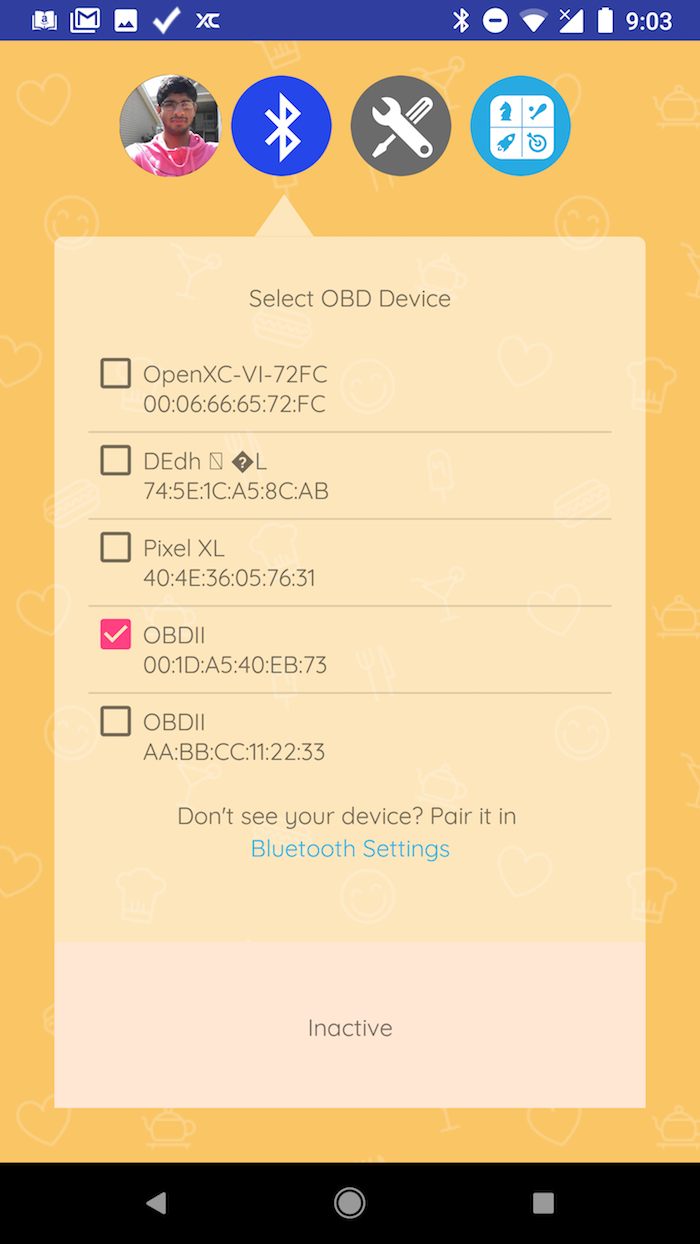 9:03
Select OBD Device
OpenXC-VI-72FC
00:06:66:65:72:FC
DEdh �L
74:5E:1C:A5:8C:AB
Pixel XL
40:4E:36:05:76:31
OBDII
00:1D:A5:40:EB:73
OBDII
AA:BB:CC:11:22:33
Don't see your device? Pair it in
Bluetooth Settings
Inactive